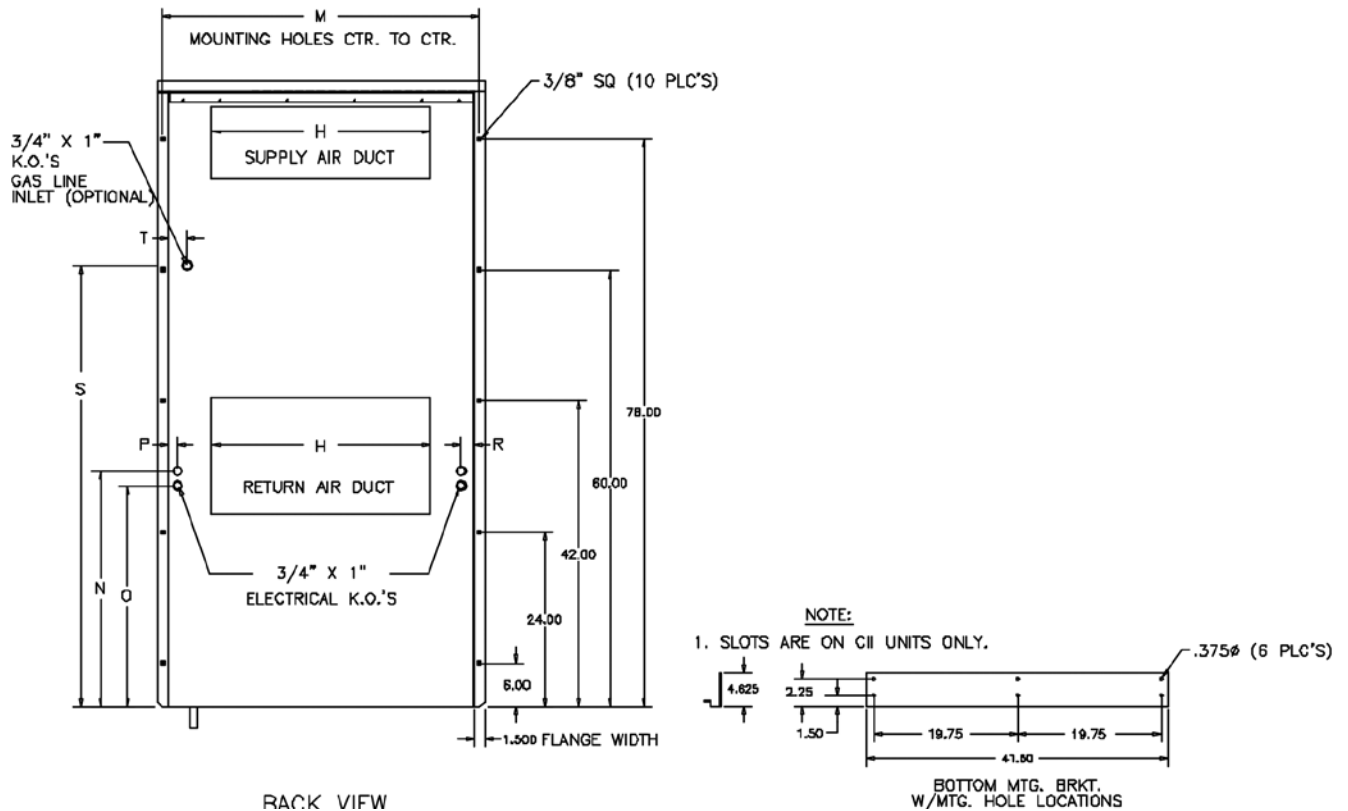 M
MOUNTING HOLES CTR. TO CTR.
3/8" SQ (10 PLC'S)
3/4" X 1"
K.O.'S
GAS LINE
INLET (OPTIONAL)
H
SUPPLY AIR DUCT
T
S
78.00
P
H
R
RETURN AIR DUCT
60.00
42.00
N
O
3/4" X 1"
ELECTRICAL K.O.'S
24.00
6.00
1.500 FLANGE WIDTH
BACK VIEW
NOTE:
1. SLOTS ARE ON CII UNITS ONLY.
.375ø (6 PLC'S)
4.625
2.25
1.50
19.75
19.75
BOTTOM MTG. BRKT.
W/MTG. HOLE LOCATIONS